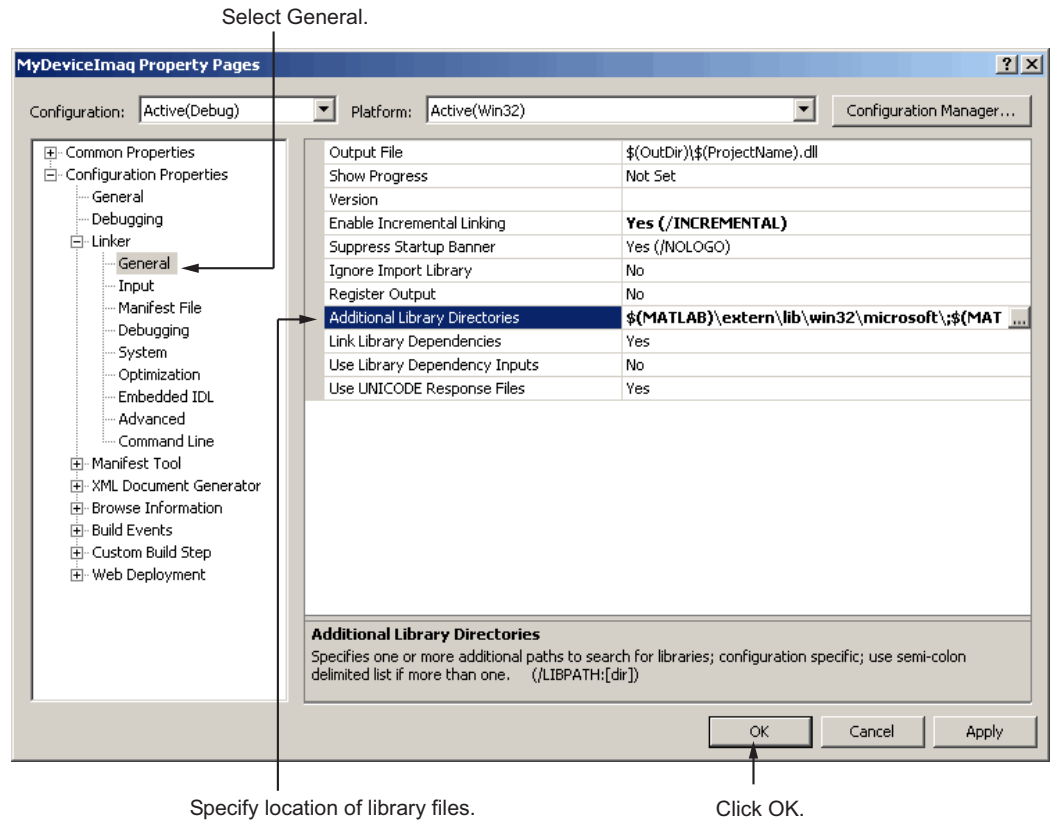 Select General.
MyDeviceImaq Property Pages
Configuration: Active(Debug) Platform: Active(Win32) Configuration Manager...
Common Properties
Configuration Properties
General
Debugging
Linker
General
Input
Manifest File
Debugging
System
Optimization
Embedded IDL
Advanced
Command Line
Manifest Tool
XML Document Generator
Browse Information
Build Events
Custom Build Step
Web Deployment
Output File $(OutDir)\$(ProjectName).dll
Show Progress Not Set
Version
Enable Incremental Linking Yes (/INCREMENTAL)
Suppress Startup Banner Yes (/NOLOGO)
Ignore Import Library No
Register Output No
Additional Library Directories $(MATLAB)\extern\lib\win32\microsoft\;$(MAT ...
Link Library Dependencies Yes
Use Library Dependency Inputs No
Use UNICODE Response Files Yes
Additional Library Directories
Specifies one or more additional paths to search for libraries; configuration specific; use semi-colon
delimited list if more than one. (/LIBPATH:[dir])
OK Cancel Apply
Specify location of library files.
Click OK.